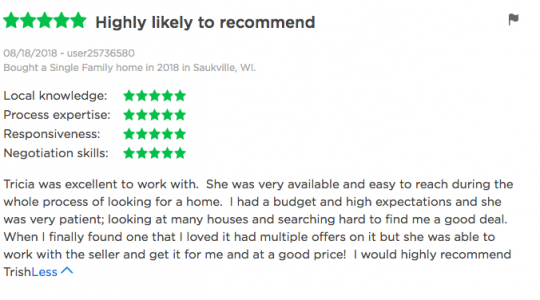 Highly likely to recommend
08/18/2018 - user25736580
Bought a Single Family home in 2018 in Saukville, WI.
Local knowledge:
Process expertise:
Responsiveness:
Negotiation skills:
Tricia was excellent to work with.  She was very available and easy to reach during the
whole process of looking for a home.  I had a budget and high expectations and she
was very patient; looking at many houses and searching hard to find me a good deal.
When I finally found one that I loved it had multiple offers on it but she was able to
work with the seller and get it for me and at a good price!  I would highly recommend
TrishLess